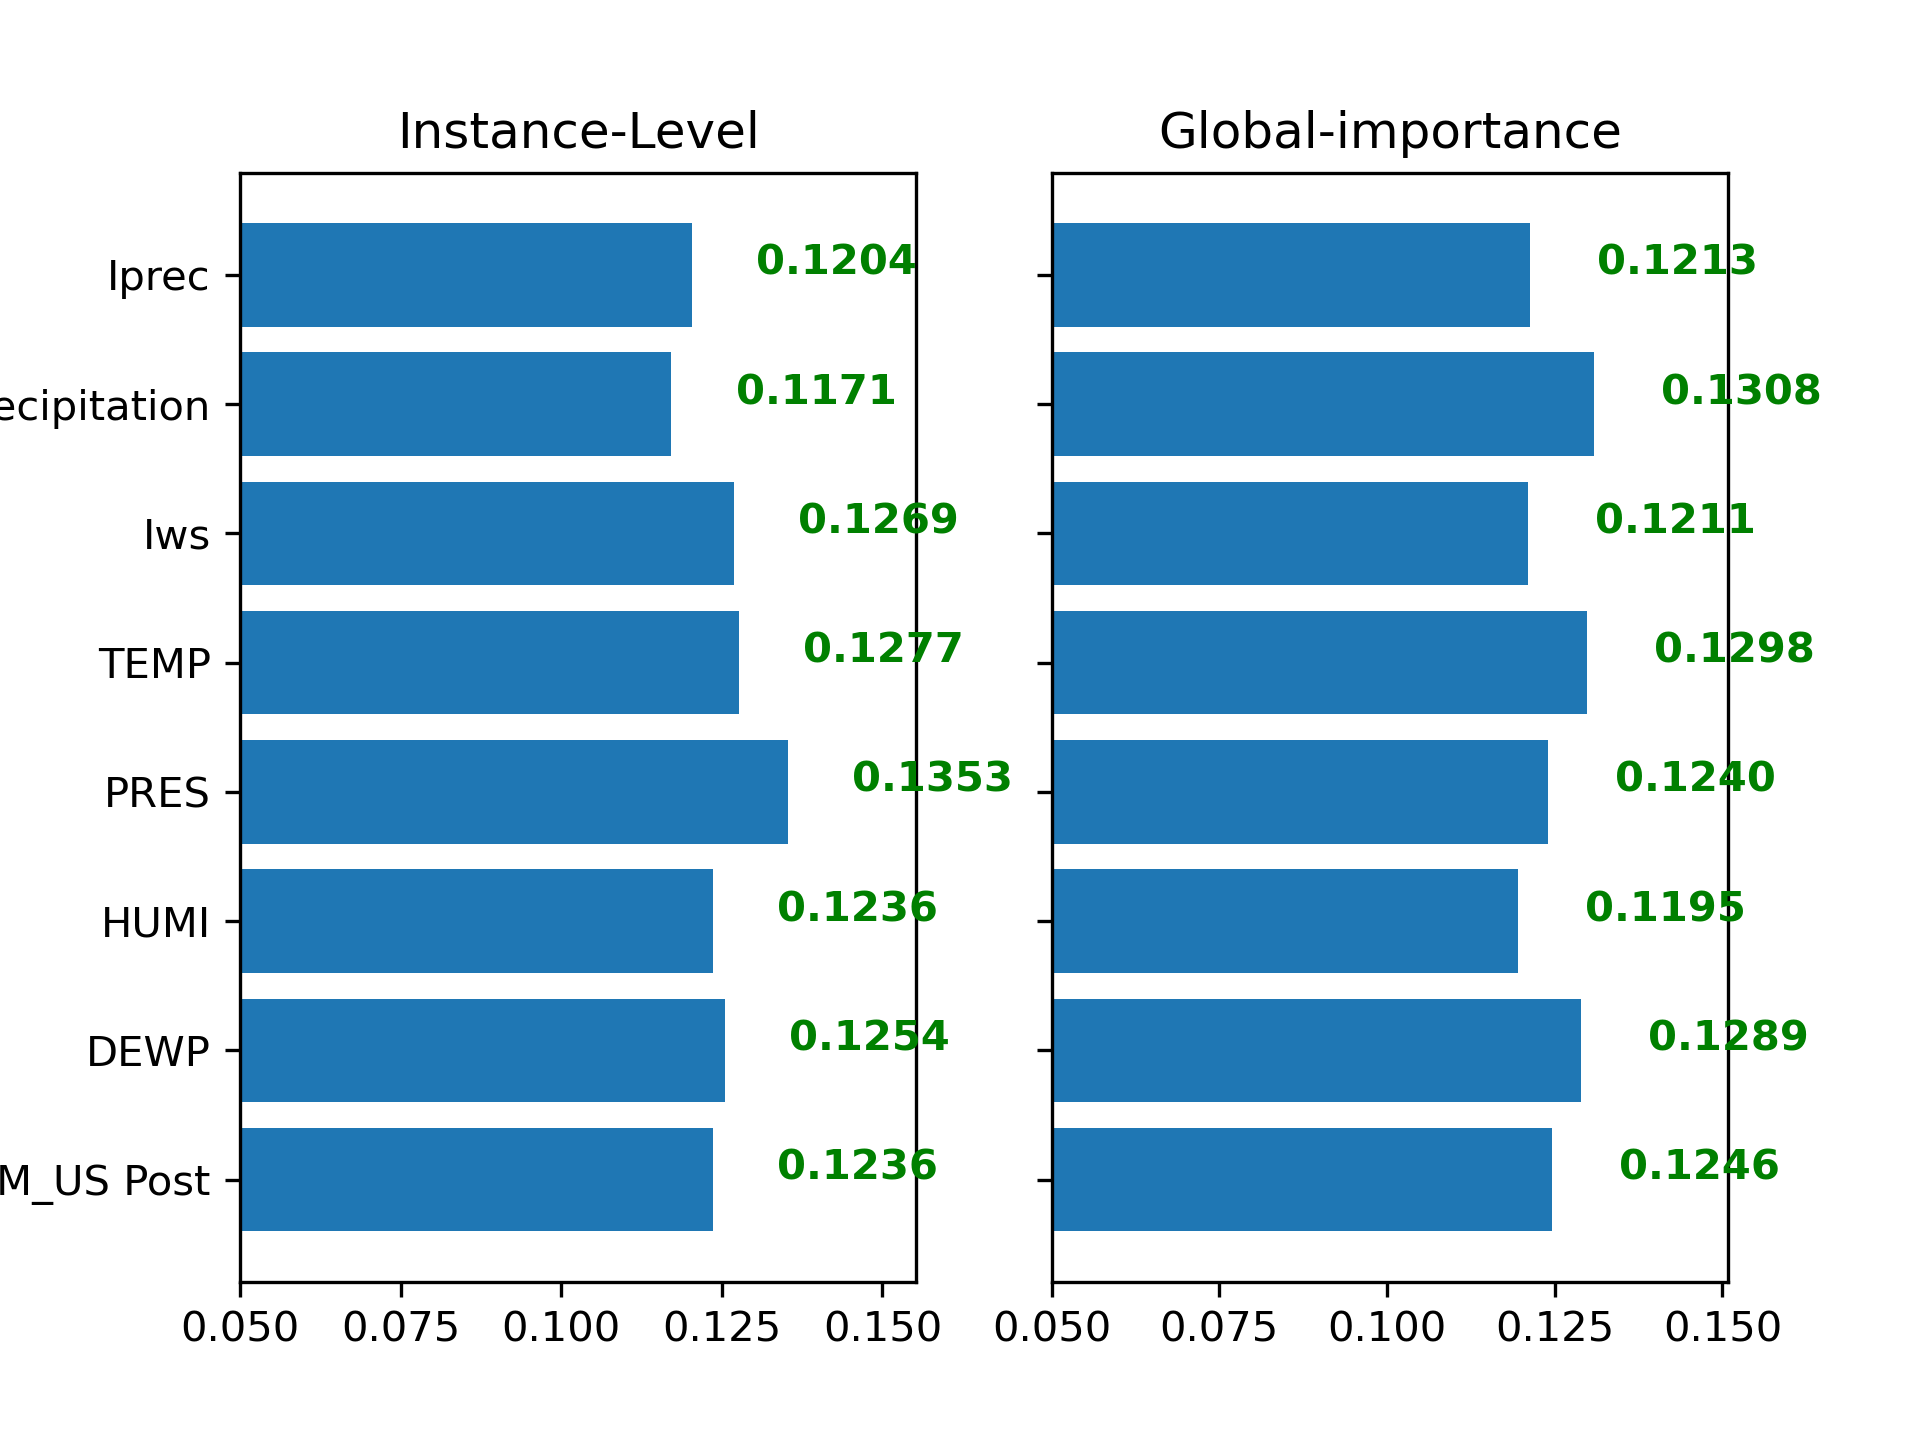 Instance-Level Global-importance
Iprec 0.1204 0.1213
ecipitation 0.1171 0.1308
Iws 0.1269 0.1211
TEMP 0.1277 0.1298
PRES 0.1353 0.1240
HUMI 0.1236 0.1195
DEWP 0.1254 0.1289
M_US Post 0.1236 0.1246
0.050 0.075 0.100 0.125 0.150 0.050 0.075 0.100 0.125 0.150